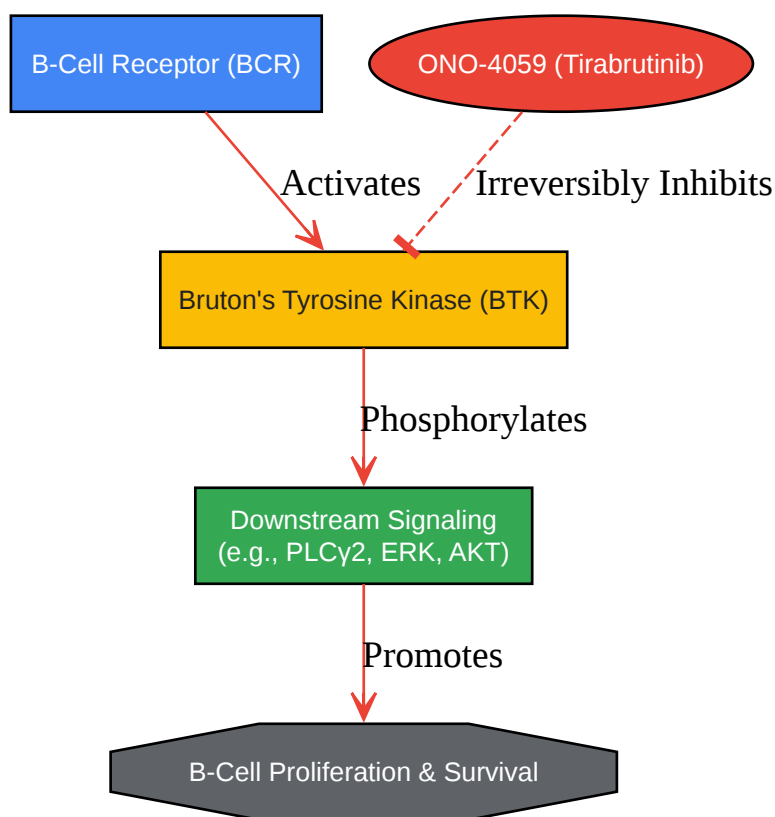 B-Cell Receptor (BCR)
ONO-4059 (Tirabrutinib)
Activates
Irreversibly Inhibits
Bruton's Tyrosine Kinase (BTK)
Phosphorylates
Downstream Signaling
(e.g., PLCγ2, ERK, AKT)
Promotes
B-Cell Proliferation & Survival